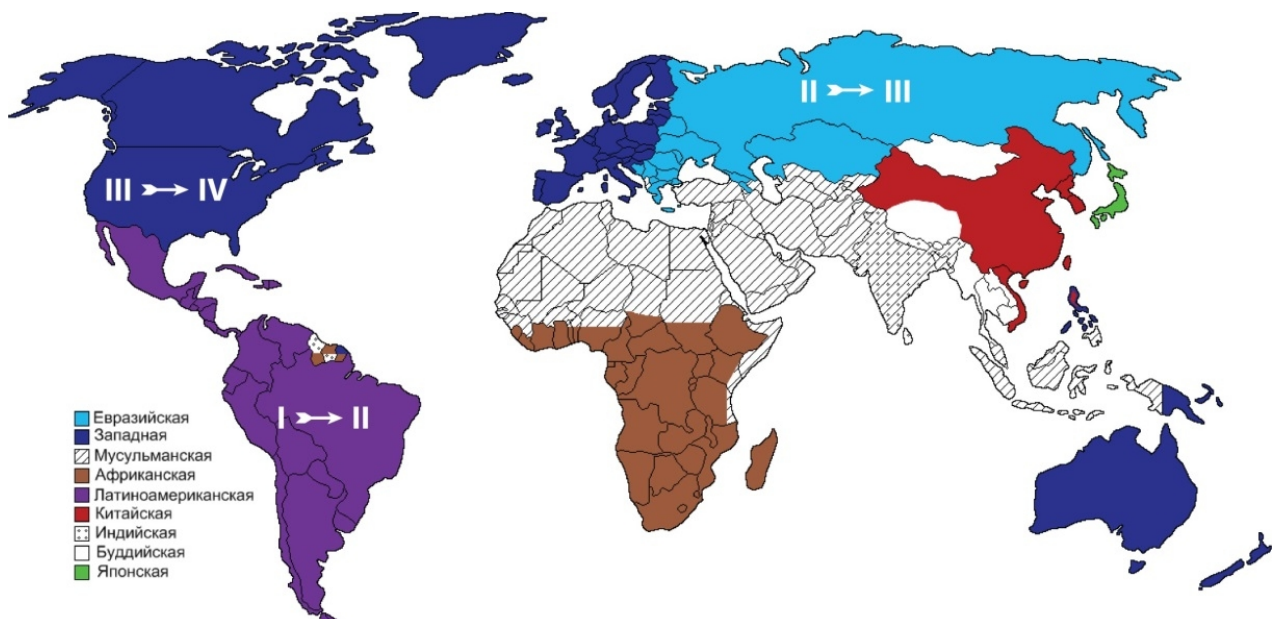 II → III
III → IV
I → II
Евразийская
Западная
Мусульманская
Африканская
Латиноамериканская
Китайская
Индийская
Буддийская
Японская